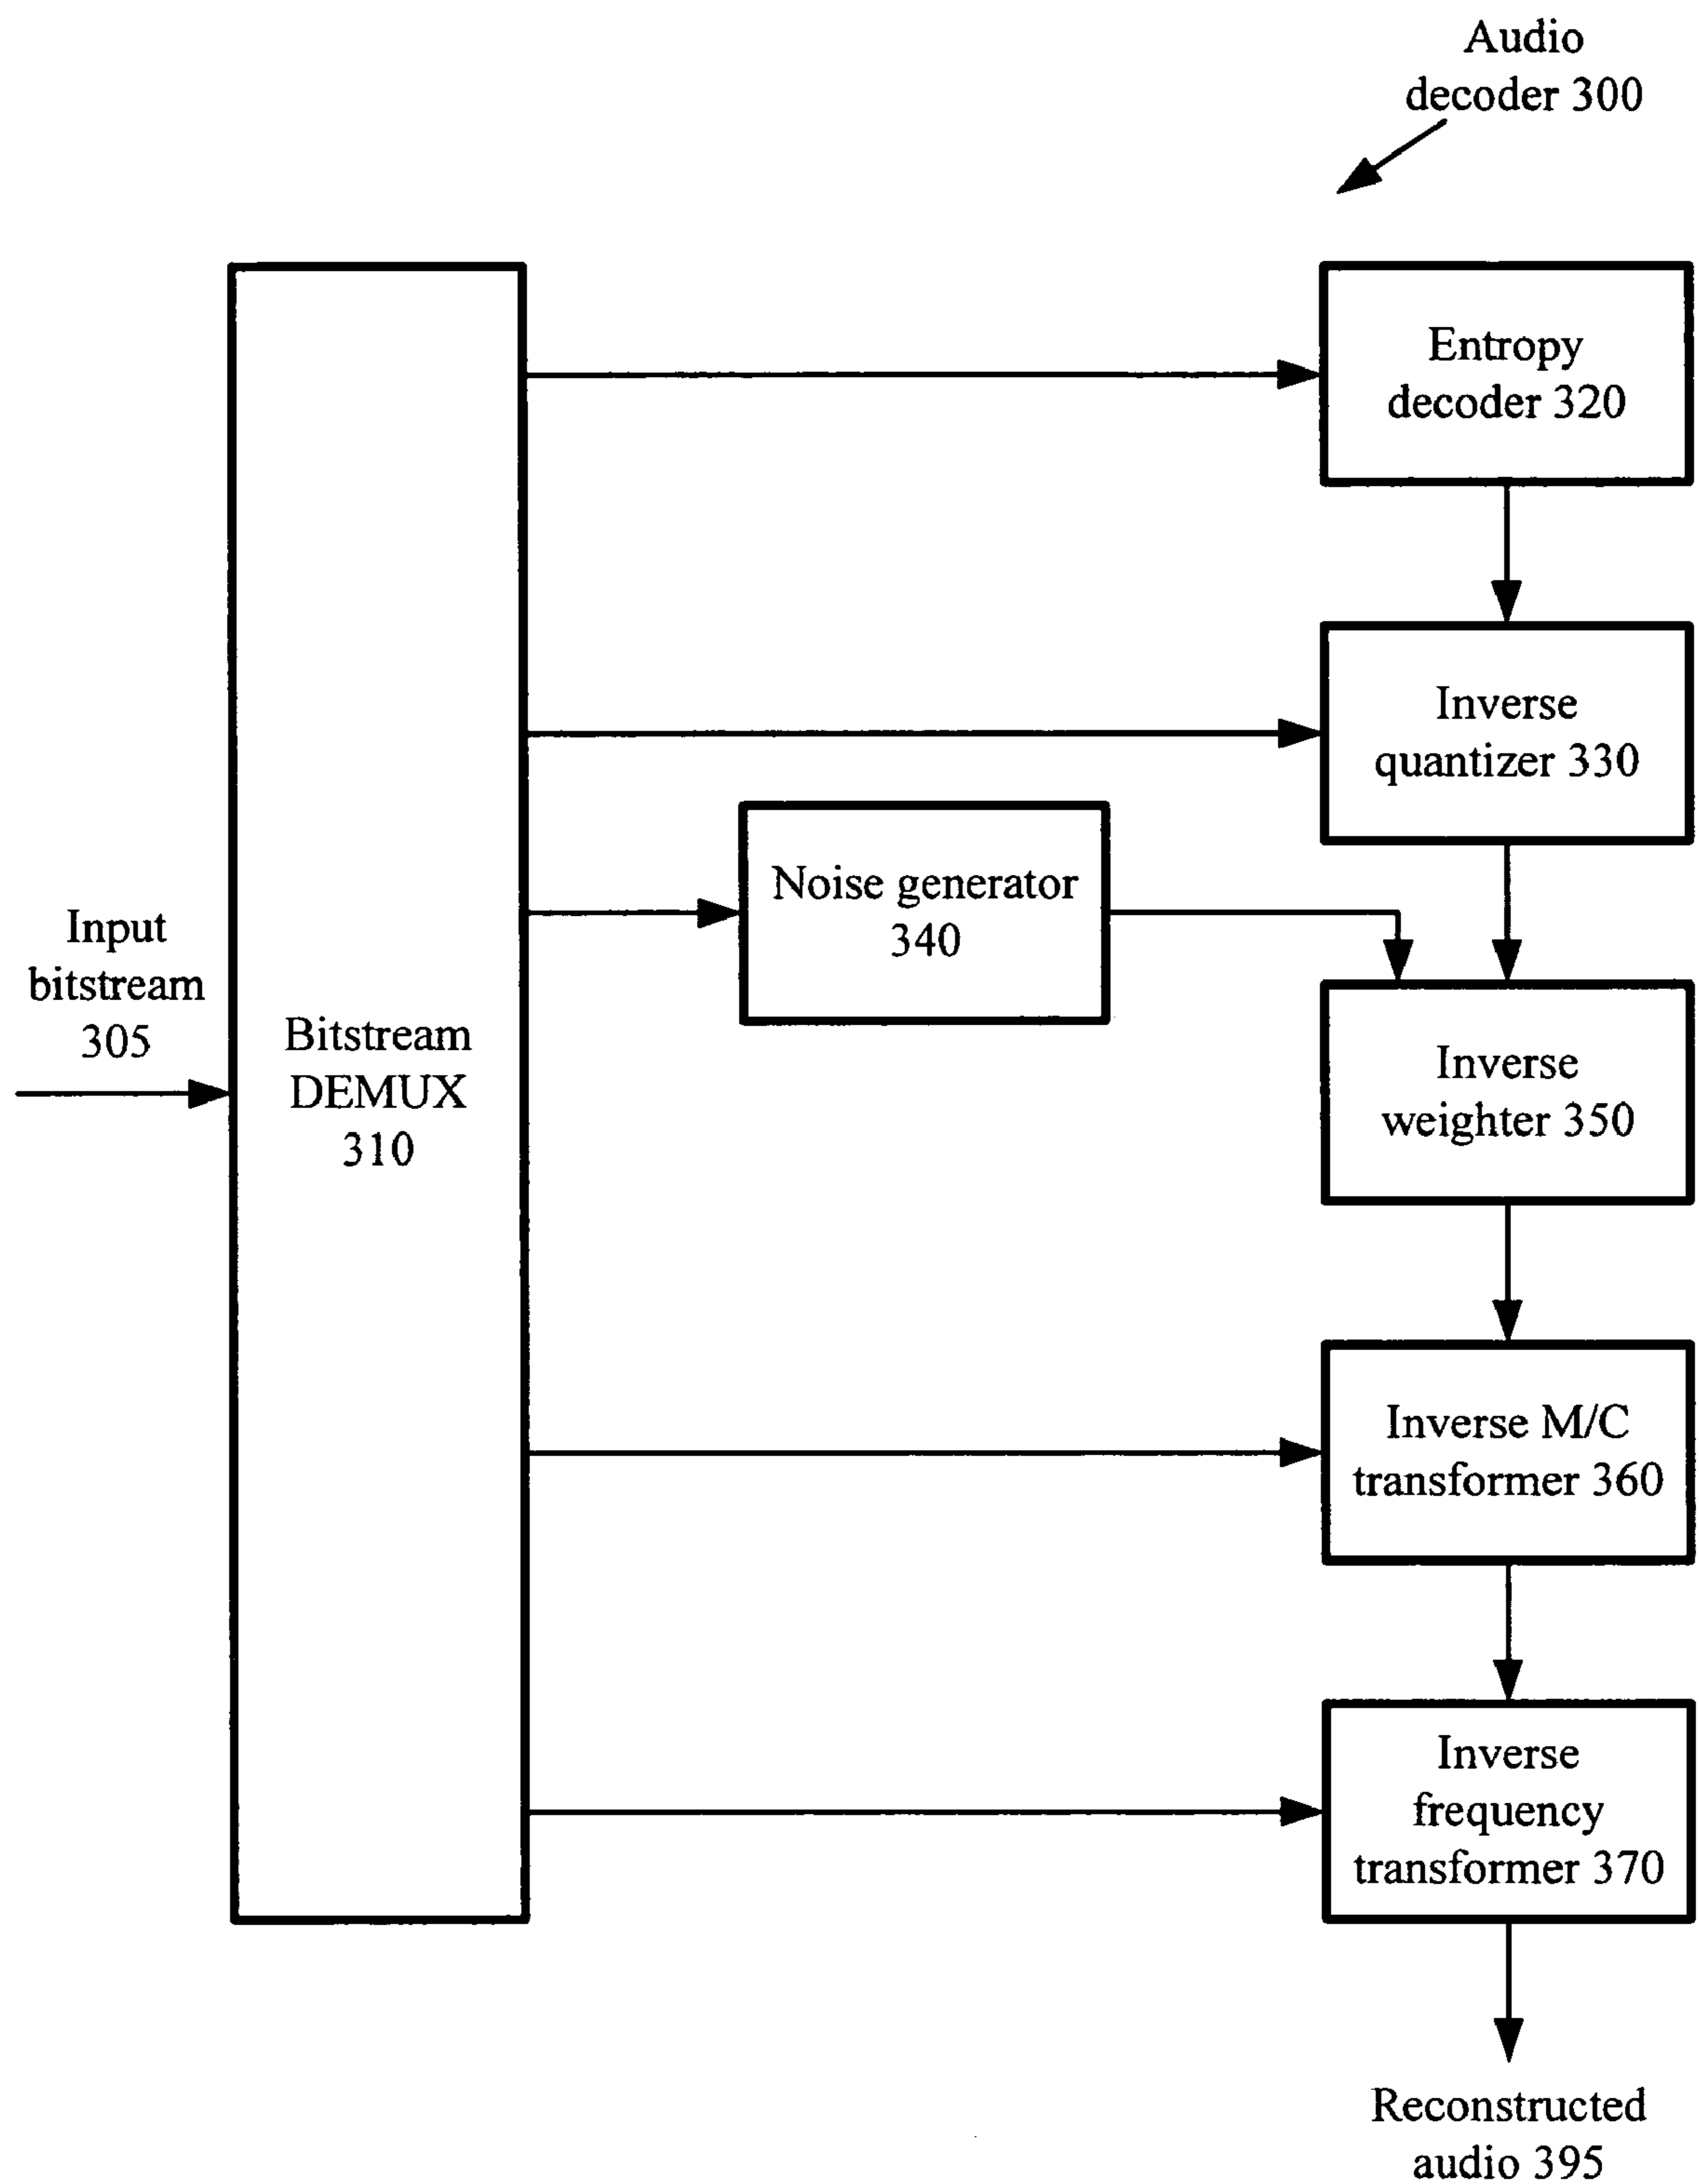 Audio
decoder 300
Entropy
decoder 320
Inverse
quantizer 330
Noise generator
340
Input
bitstream
305
Bitstream
DEMUX
310
Inverse
weighter 350
Inverse M/C
transformer 360
Inverse
frequency
transformer 370
Reconstructed
audio 395